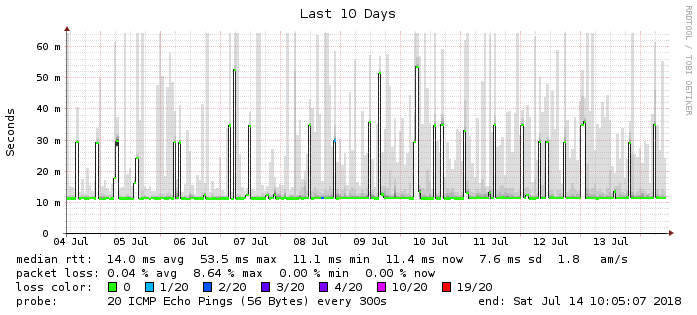 Last 10 Days
RRDTOOL / TOBI OETIKER
Seconds
60 m
50 m
40 m
30 m
20 m
10 m
0
04 Jul 05 Jul 06 Jul 07 Jul 08 Jul 09 Jul 10 Jul 11 Jul 12 Jul 13 Jul
median rtt: 14.0 ms avg 53.5 ms max 11.1 ms min 11.4 ms now 7.6 ms sd 1.8 am/s
packet loss: 0.04 % avg 8.64 % max 0.00 % min 0.00 % now
loss color: 0 1/20 2/20 3/20 4/20 10/20 19/20
probe: 20 ICMP Echo Pings (56 Bytes) every 300s end: Sat Jul 14 10:05:07 2018